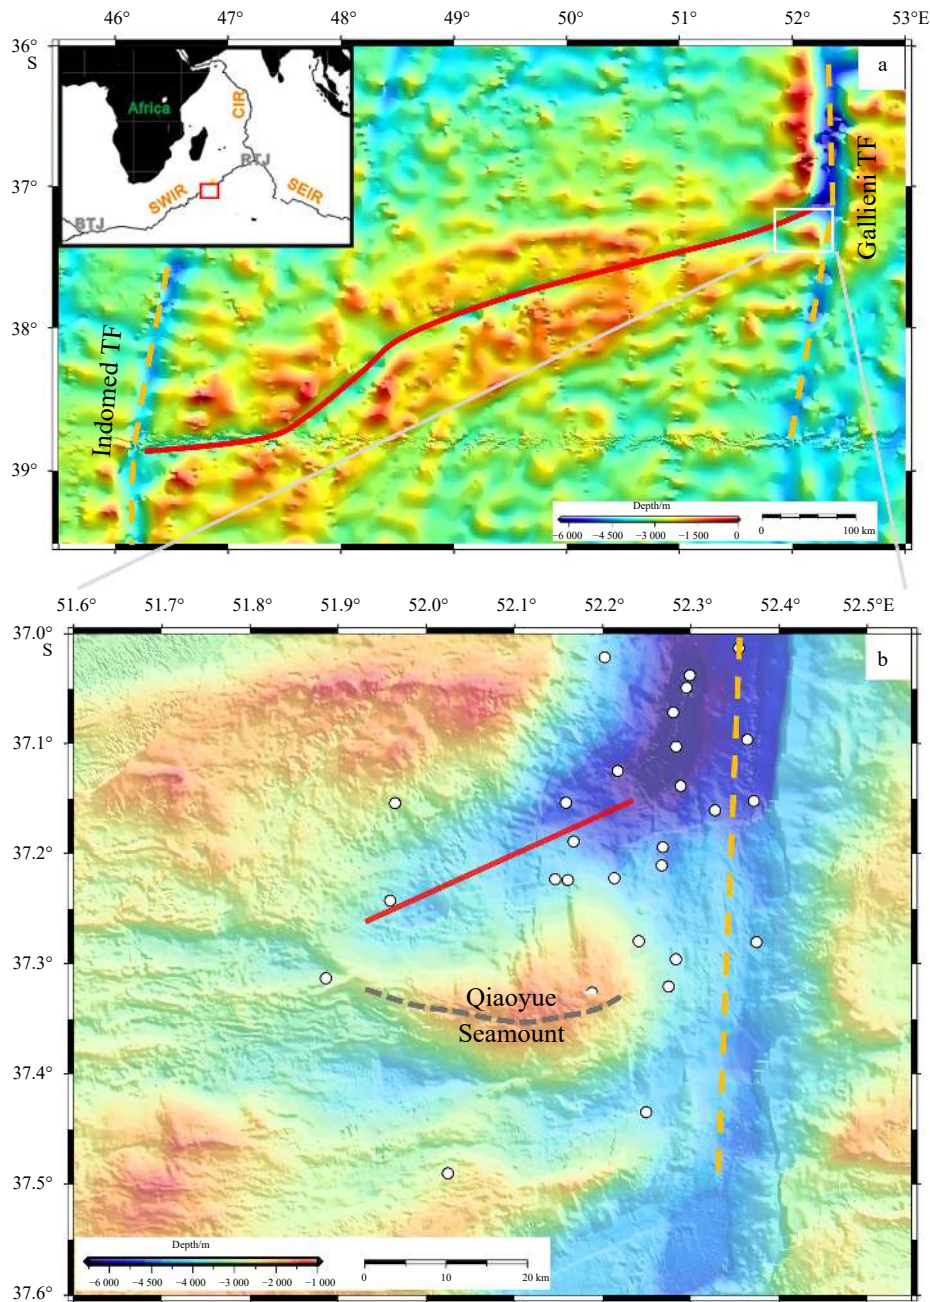 46° 47° 48° 49° 50° 51° 52° 53°E
36°
S
a
Africa
CIR
RTJ
SWIR
SEIR
BTJ
37°
Gallieni TF
38°
Indomed TF
39°
Depth/m
−6 000 −4 500 −3 000 −1 500 0
0 100 km
51.6° 51.7° 51.8° 51.9° 52.0° 52.1° 52.2° 52.3° 52.4° 52.5°E
37.0°
S
b
37.1°
37.2°
37.3°
Qiaoyue
Seamount
37.4°
37.5°
Depth/m
−6 000 −5 000 −4 000 −3 000 −2 000 −1 000
0 10 20 km
37.6°